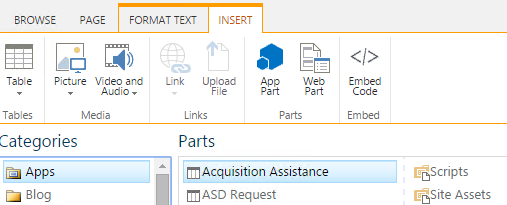 BROWSE PAGE FORMAT TEXT INSERT
Table Picture Video and Audio Link Upload File App Part Web Part Embed Code
Tables Media Links Parts Embed
Categories Parts
Apps Acquisition Assistance Scripts
Blog ASD Request Site Assets